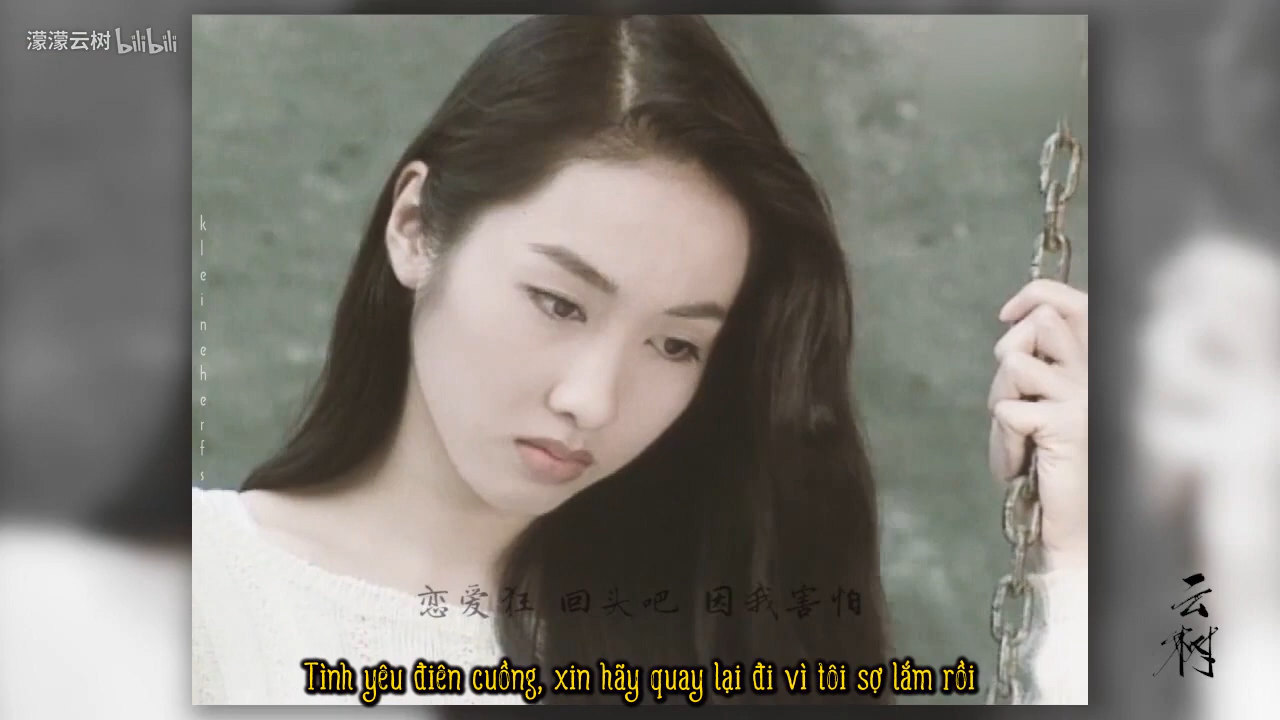 濛濛云树 bilibili
kleineherfs
恋爱狂 回头吧 因我害怕
Tình yêu điên cuồng, xin hãy quay lại đi vì tôi sợ lắm rồi
云树